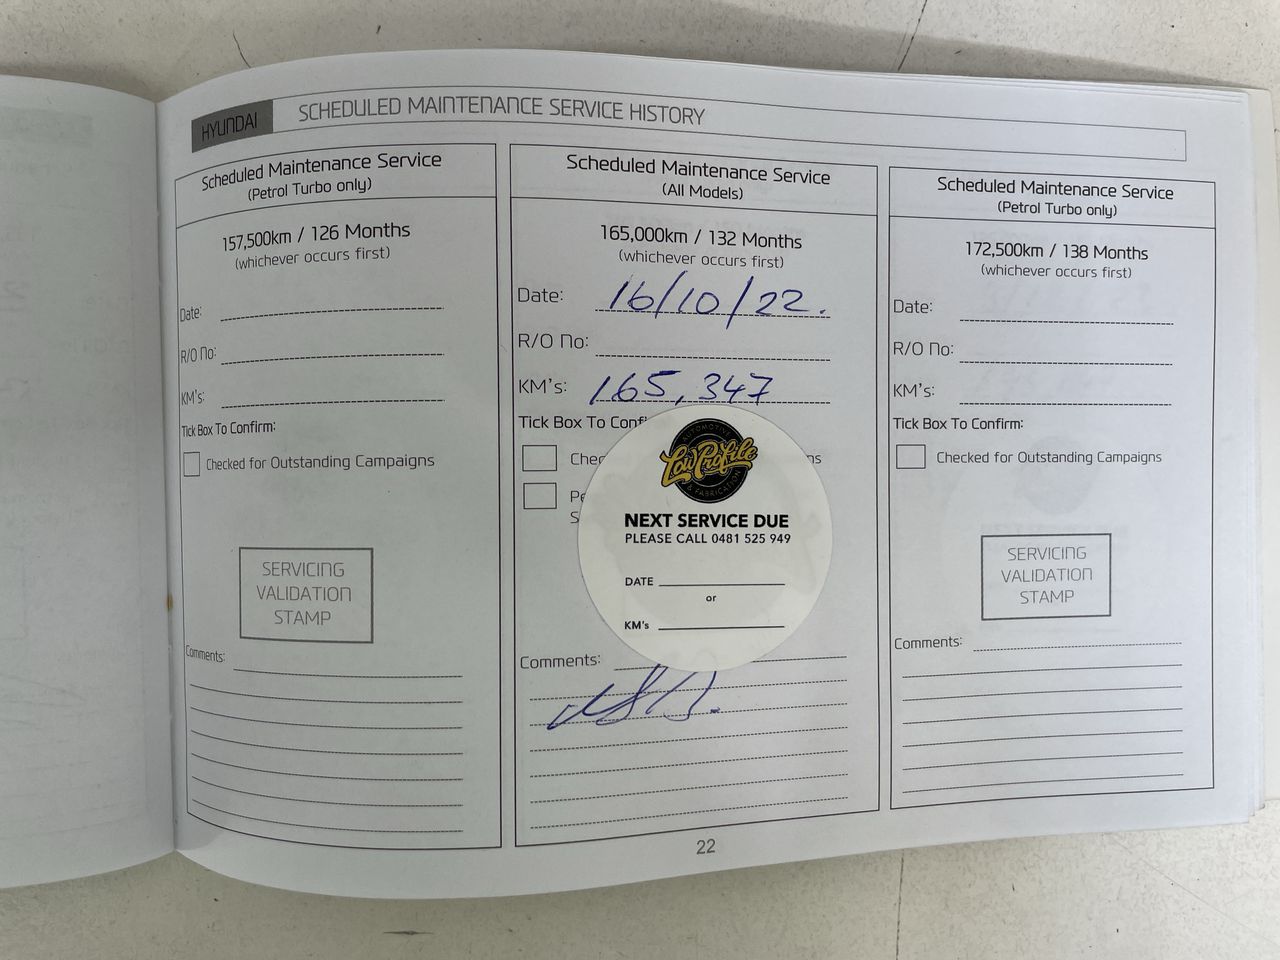 HYUNDAI
SCHEDULED MAINTENANCE SERVICE HISTORY
Scheduled Maintenance Service
(Petrol Turbo only)
157,500km / 126 Months
(whichever occurs first)
Date:
R/O No:
KM's:
Tick Box To Confirm:
Checked for Outstanding Campaigns
SERVICING
VALIDATION
STAMP
Comments:
Scheduled Maintenance Service
(All Models)
165,000km / 132 Months
(whichever occurs first)
Date: 16/10/22.
R/O No:
KM's: 165,347
Tick Box To Conf
AUTOMOTIVE
Low Profile
& FABRICATION
NEXT SERVICE DUE
PLEASE CALL 0481 525 949
DATE
or
KM's
Comments:
Scheduled Maintenance Service
(Petrol Turbo only)
172,500km / 138 Months
(whichever occurs first)
Date:
R/O No:
KM's:
Tick Box To Confirm:
Checked for Outstanding Campaigns
SERVICING
VALIDATION
STAMP
Comments:
22